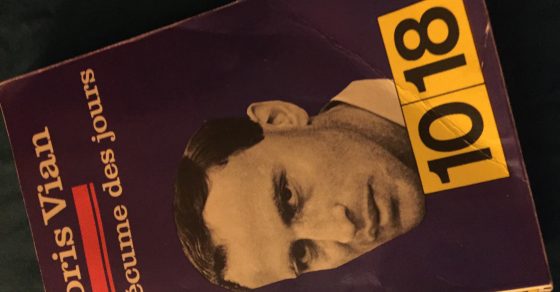 oris Vian
écume des jours
10
18